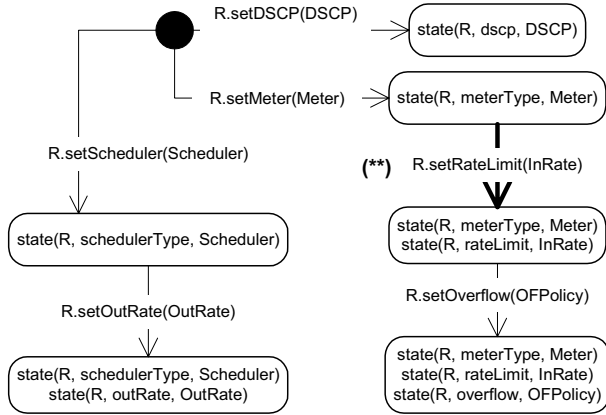 R.setDSCP(DSCP)
state(R, dscp, DSCP)
R.setMeter(Meter)
state(R, meterType, Meter)
R.setScheduler(Scheduler)
(**)
R.setRateLimit(InRate)
state(R, schedulerType, Scheduler)
state(R, meterType, Meter)
state(R, rateLimit, InRate)
R.setOutRate(OutRate)
R.setOverflow(OFPolicy)
state(R, schedulerType, Scheduler)
state(R, outRate, OutRate)
state(R, meterType, Meter)
state(R, rateLimit, InRate)
state(R, overflow, OFPolicy)